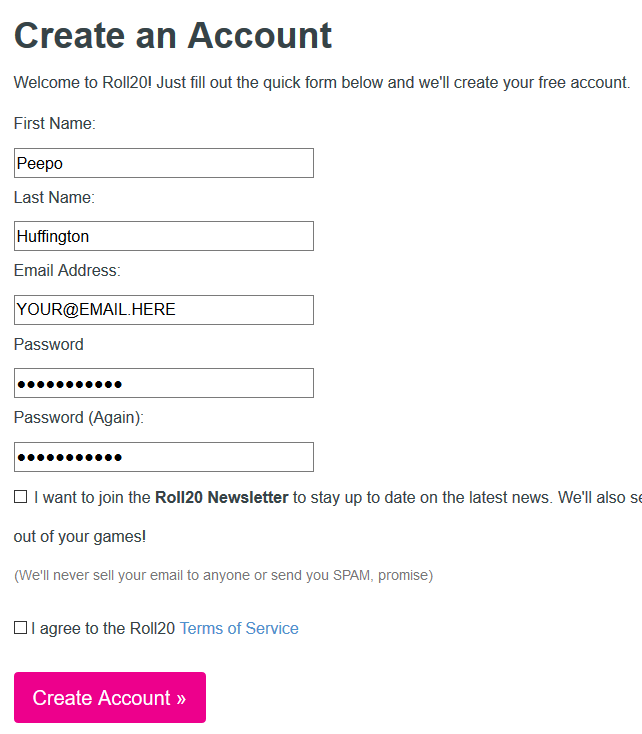 Create an Account
Welcome to Roll20! Just fill out the quick form below and we'll create your free account.
First Name:
Peepo
Last Name:
Huffington
Email Address:
YOUR@EMAIL.HERE
Password
●●●●●●●●●●●
Password (Again):
●●●●●●●●●●●
I want to join the Roll20 Newsletter to stay up to date on the latest news. We'll also se
out of your games!
(We'll never sell your email to anyone or send you SPAM, promise)
I agree to the Roll20 Terms of Service
Create Account »